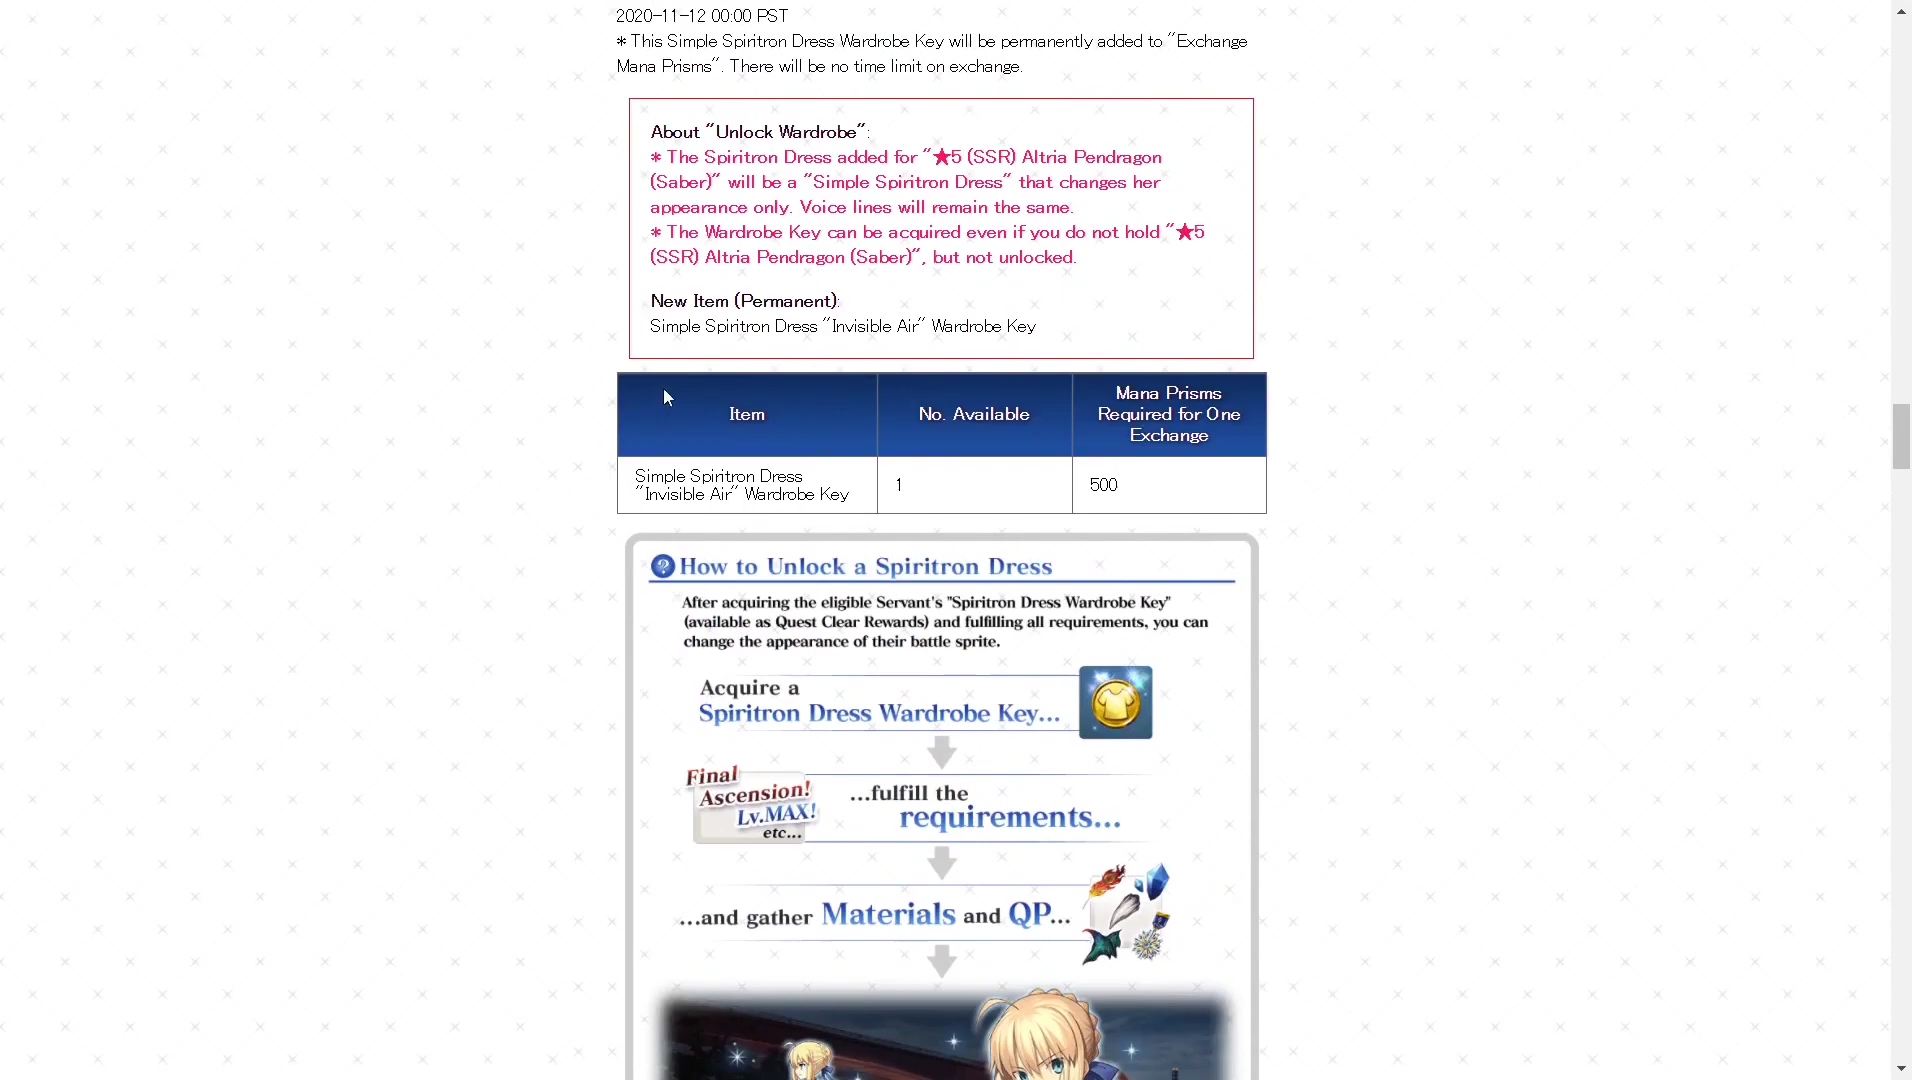 2020-11-12 00:00 PST
* This Simple Spiritron Dress Wardrobe Key will be permanently added to "Exchange
Mana Prisms". There will be no time limit on exchange.
About "Unlock Wardrobe":
* The Spiritron Dress added for "★5 (SSR) Altria Pendragon
(Saber)" will be a "Simple Spiritron Dress" that changes her
appearance only. Voice lines will remain the same.
* The Wardrobe Key can be acquired even if you do not hold "★5
(SSR) Altria Pendragon (Saber)", but not unlocked.
New Item (Permanent):
Simple Spiritron Dress "Invisible Air" Wardrobe Key
Item
No. Available
Mana Prisms
Required for One
Exchange
Simple Spiritron Dress
"Invisible Air" Wardrobe Key
1
500
? How to Unlock a Spiritron Dress
After acquiring the eligible Servant's "Spiritron Dress Wardrobe Key"
(available as Quest Clear Rewards) and fulfilling all requirements, you can
change the appearance of their battle sprite.
Acquire a
Spiritron Dress Wardrobe Key...
Final
Ascension!
Lv.MAX!
etc...
...fulfill the
requirements...
...and gather Materials and QP...